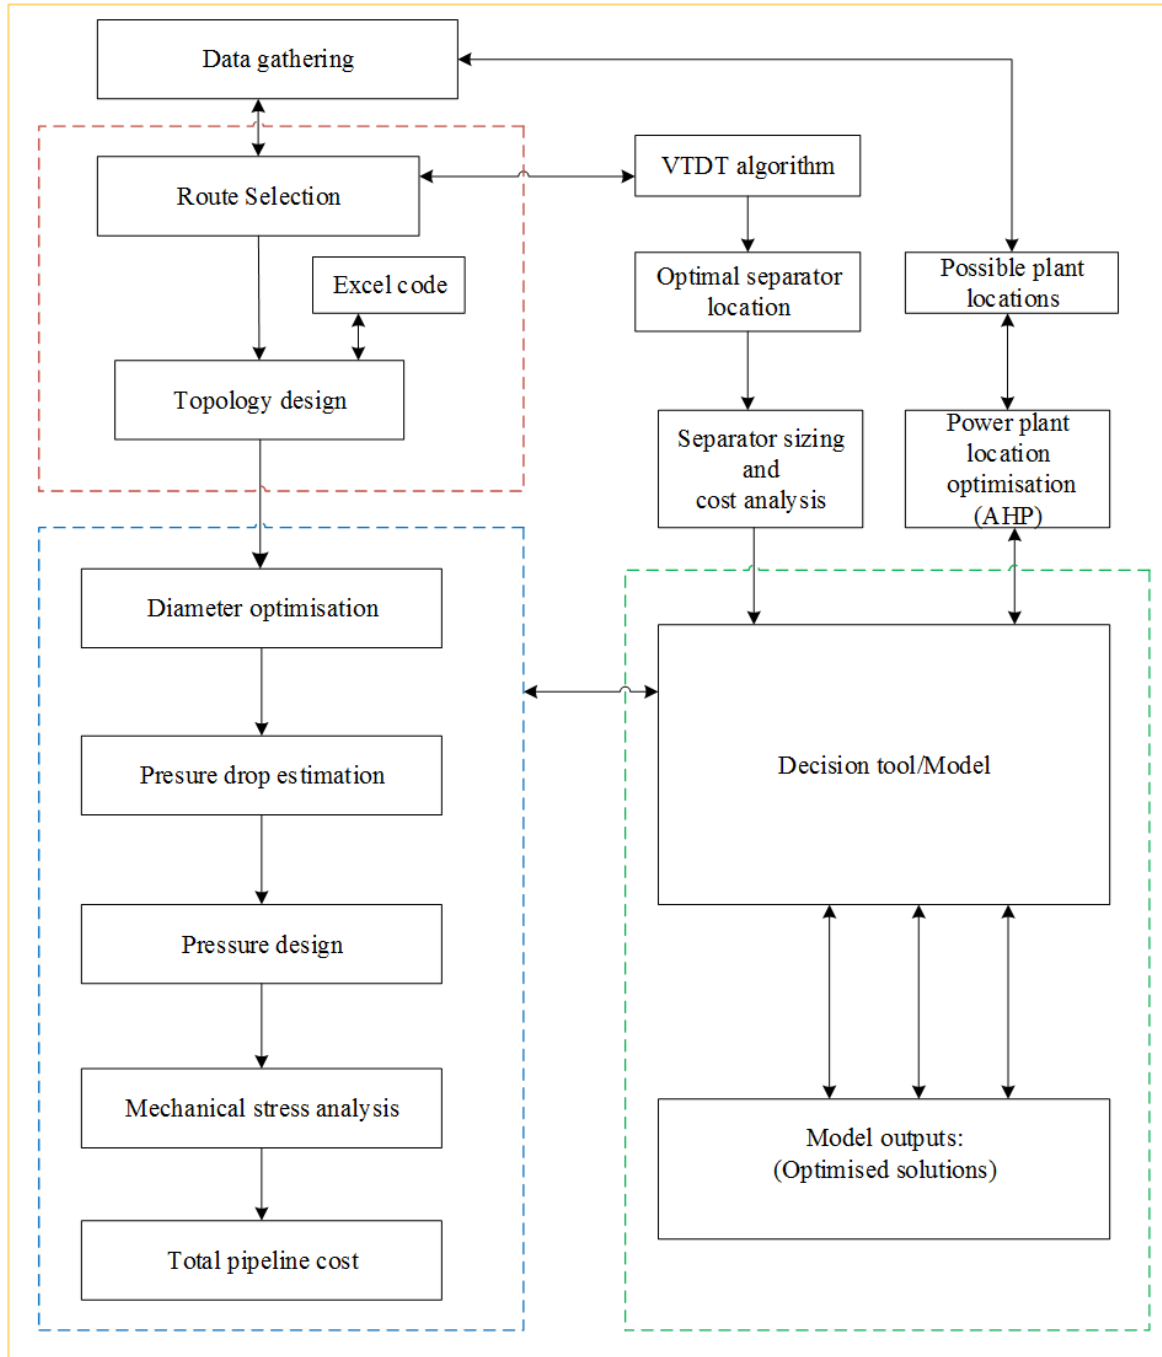 Data gathering
Route Selection
VTDT algorithm
Excel code
Optimal separator
location
Possible plant
locations
Topology design
Separator sizing
and
cost analysis
Power plant
location
optimisation
(AHP)
Diameter optimisation
Presure drop estimation
Pressure design
Mechanical stress analysis
Total pipeline cost
Decision tool/Model
Model outputs:
(Optimised solutions)